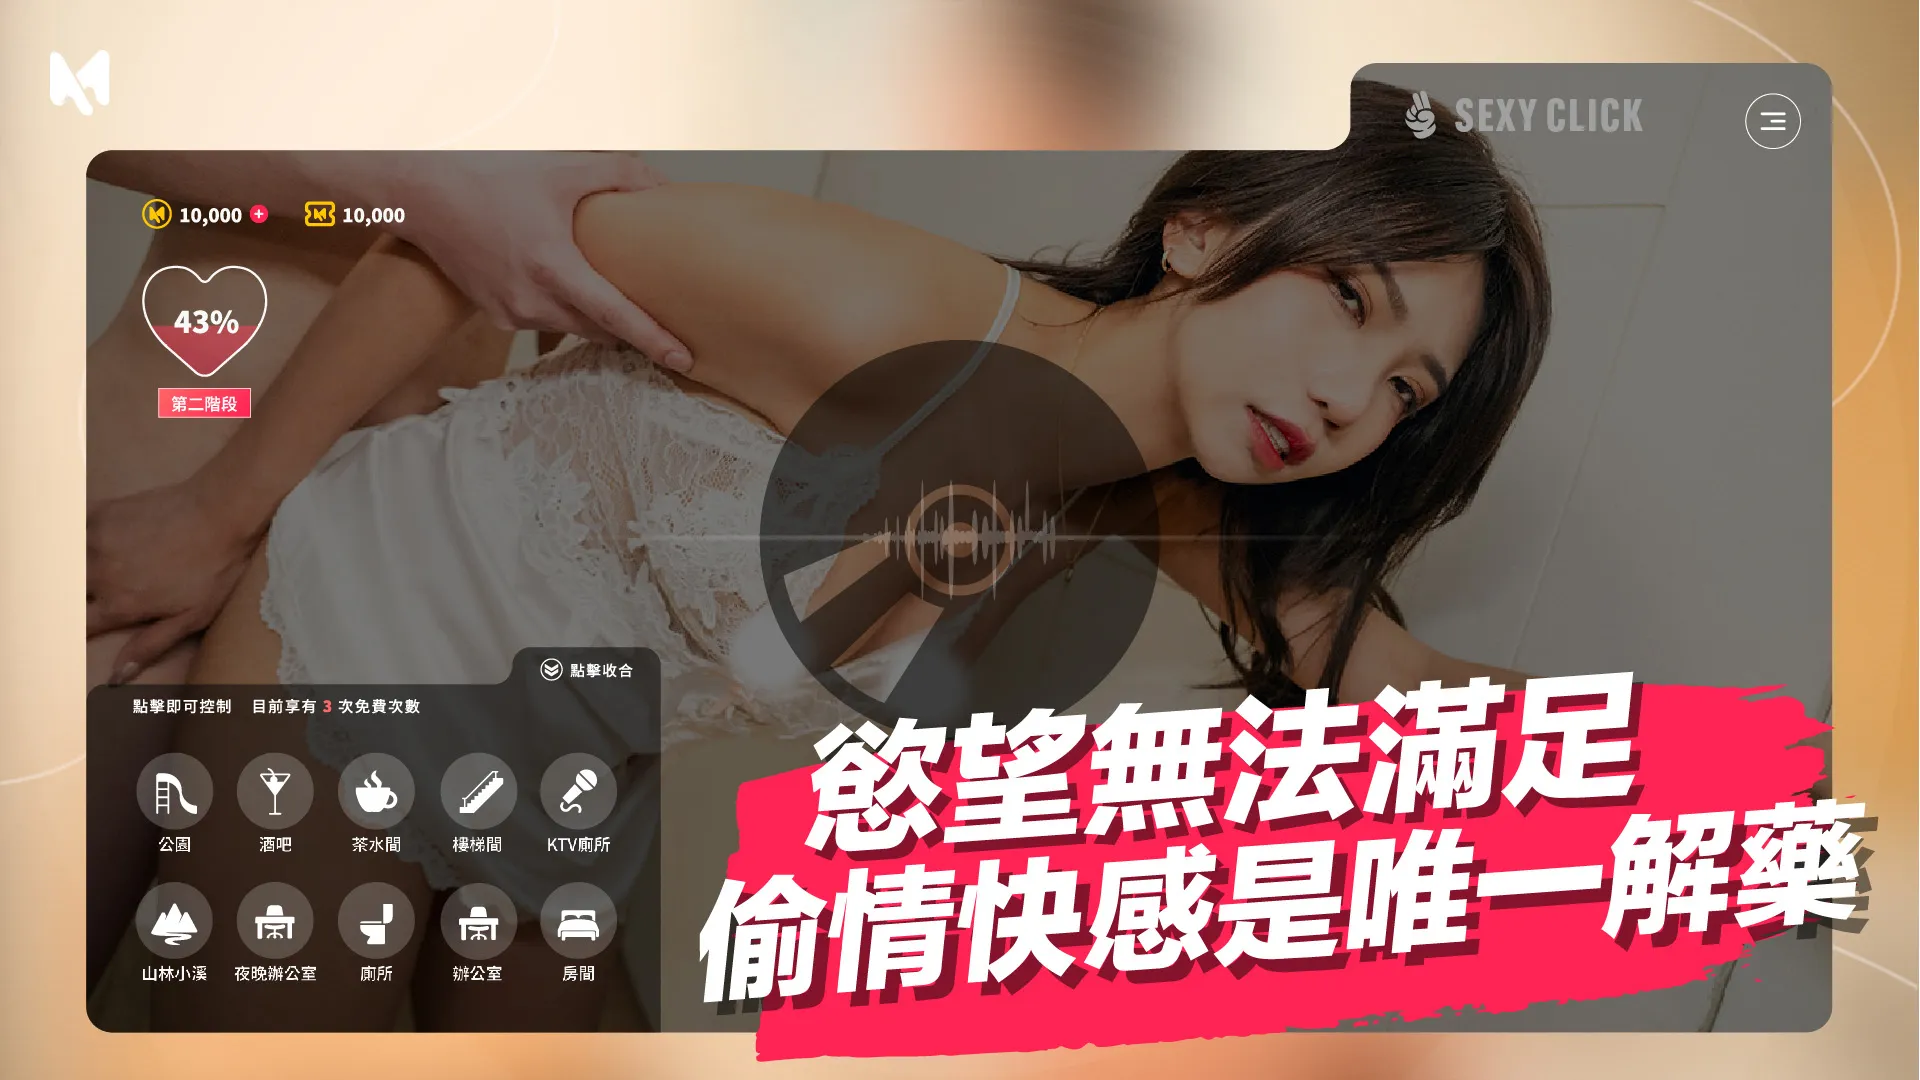 SEXY CLICK
10,000
10,000
43%
第二階段
點擊收合
點擊即可控制 目前享有 3 次免費次數
公園
酒吧
茶水間
樓梯間
KTV廁所
山林小溪
夜晚辦公室
廁所
辦公室
房間
慾望無法滿足
偷情快感是唯一解藥